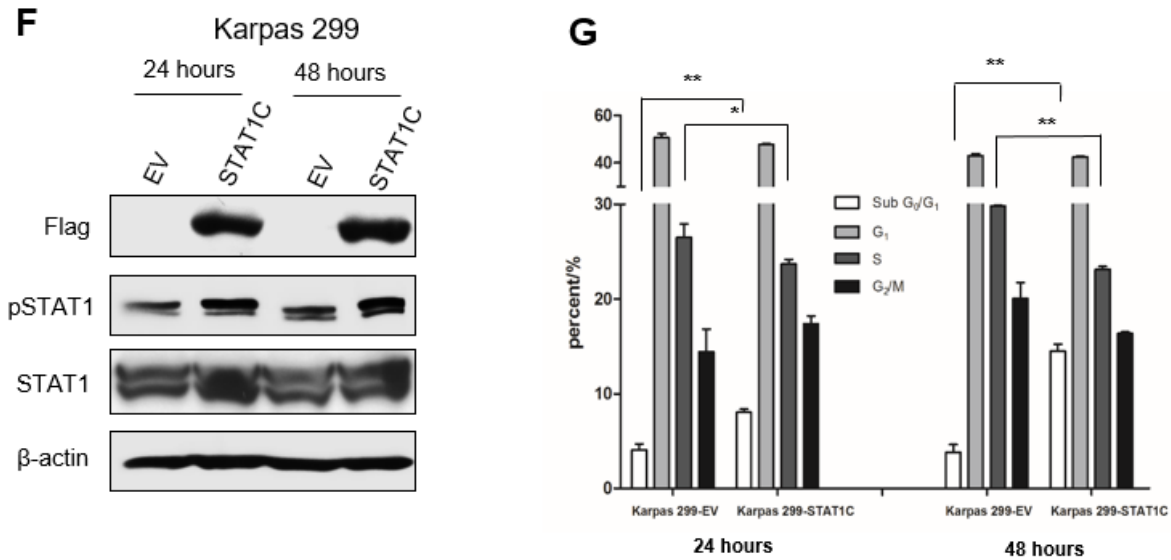 F
Karpas 299
24 hours 48 hours
EV STAT1C EV STAT1C
Flag
pSTAT1
STAT1
β-actin
G
** **
* **
60
40
30
20
10
0
percent/%
Sub G₀/G₁
G₁
S
G₂/M
Karpas 299-EV Karpas 299-STAT1C Karpas 299-EV Karpas 299-STAT1C
24 hours 48 hours